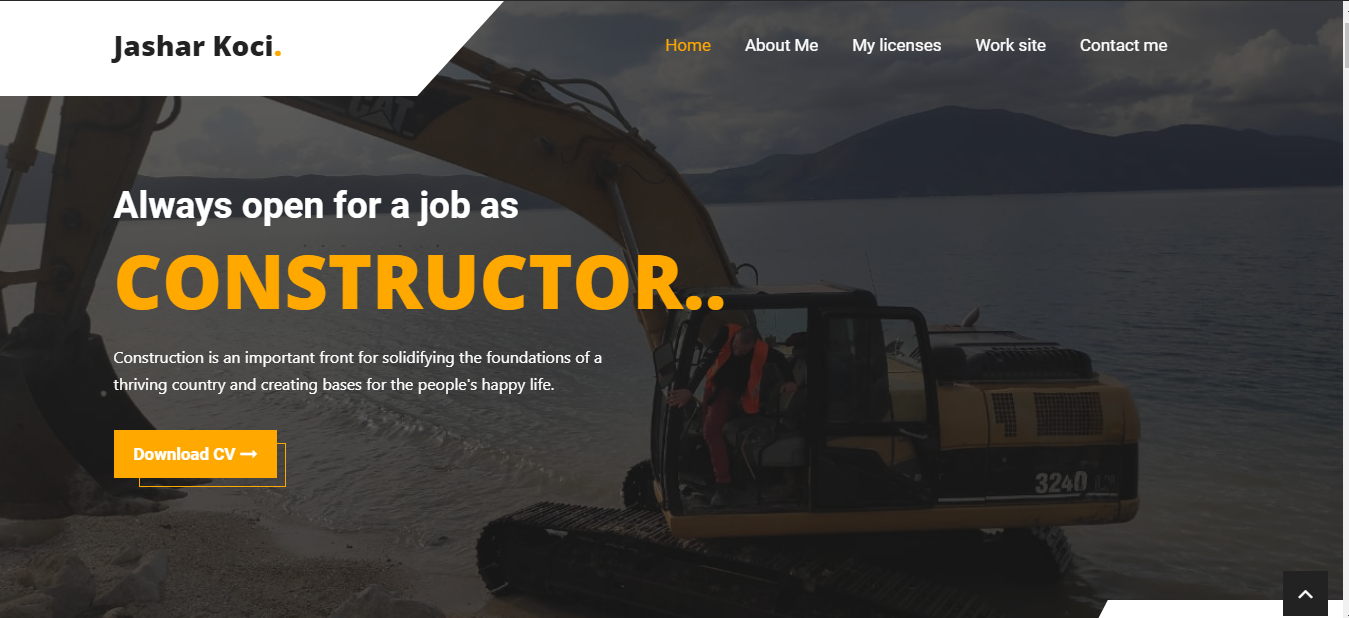 Jashar Koci.
Home About Me My licenses Work site Contact me
CAT
Always open for a job as
CONSTRUCTOR..
Construction is an important front for solidifying the foundations of a
thriving country and creating bases for the people's happy life.
Download CV →
324D